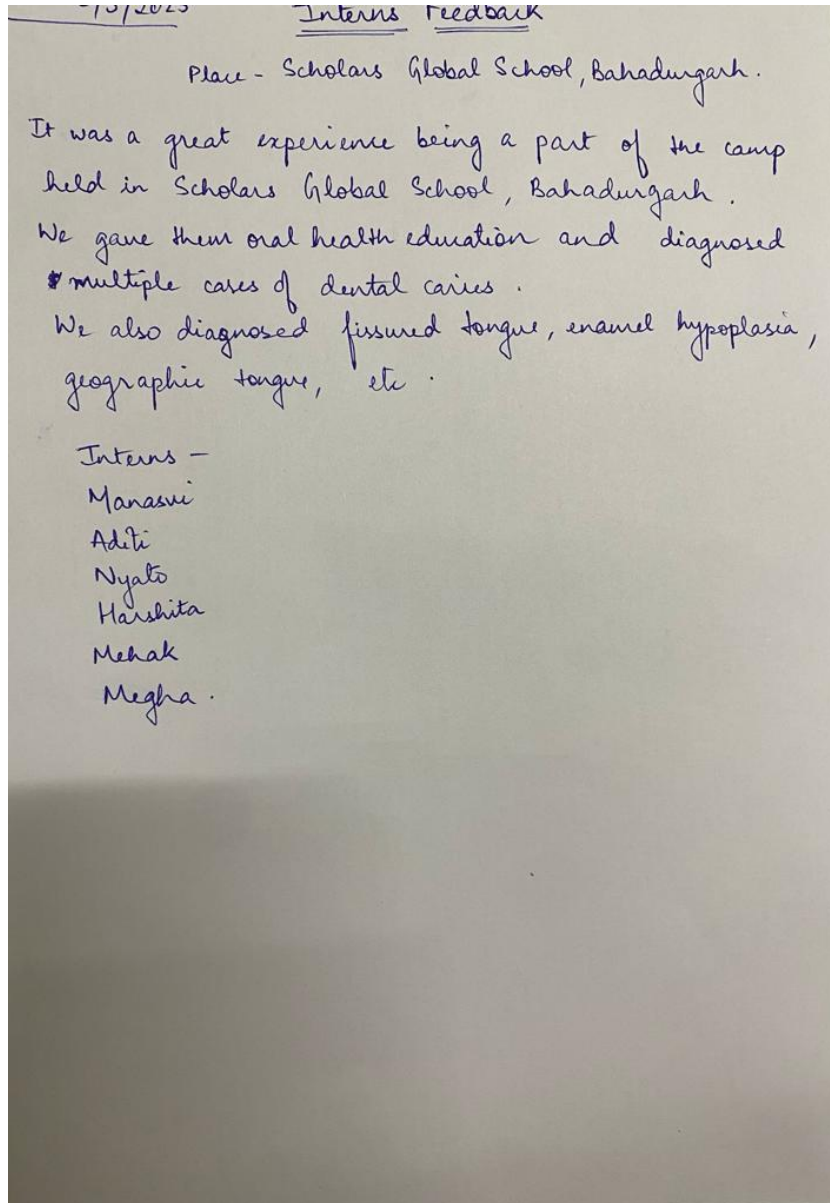 Interns Feedback
Place - Scholars Global School, Bahadurgarh.
It was a great experience being a part of the camp
held in Scholars Global School, Bahadurgarh.
We gave them oral health education and diagnosed
multiple cases of dental caries.
We also diagnosed fissured tongue, enamel hypoplasia,
geographic tongue, etc.
Interns -
Manasvi
Aditi
Nyato
Harshita
Mehak
Megha.